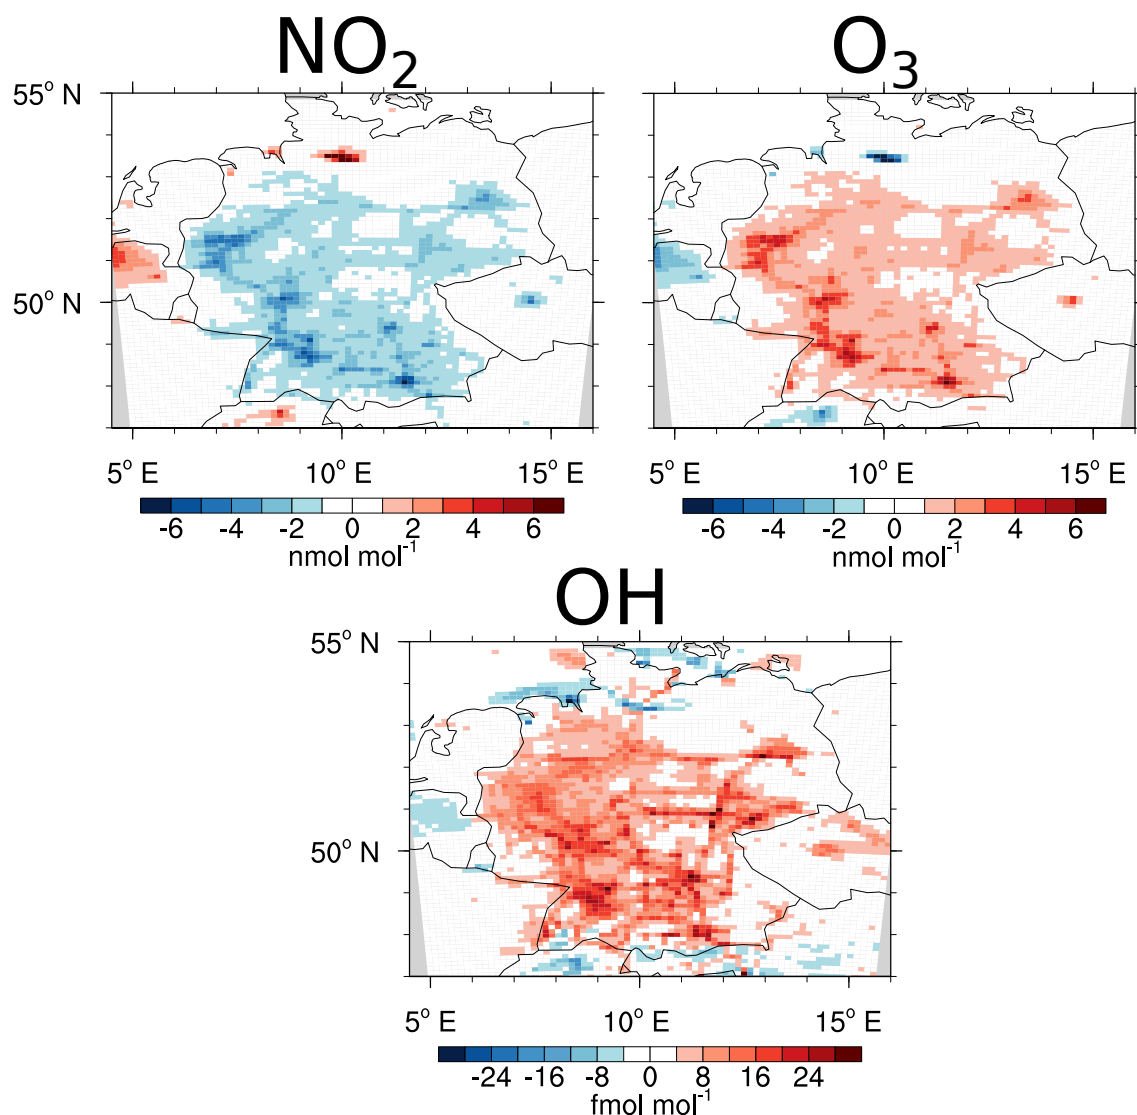 NO₂ O₃
55° N
50° N
5° E 10° E 15° E 5° E 10° E 15° E
-6 -4 -2 0 2 4 6 -6 -4 -2 0 2 4 6
nmol mol⁻¹ nmol mol⁻¹
OH
55° N
50° N
5° E 10° E 15° E
-24 -16 -8 0 8 16 24
fmol mol⁻¹